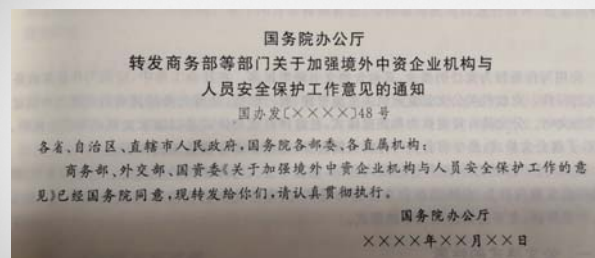 国务院办公厅
转发商务部等部门关于加强境外中资企业机构与
人员安全保护工作意见的通知
国办发[××××]48号
各省、自治区、直辖市人民政府,国务院各部委、各直属机构:
商务部、外交部、国资委《关于加强境外中资企业机构与人员安全保护工作的意
见》已经国务院同意,现转发给你们,请认真贯彻执行。
国务院办公厅
××××年××月××日